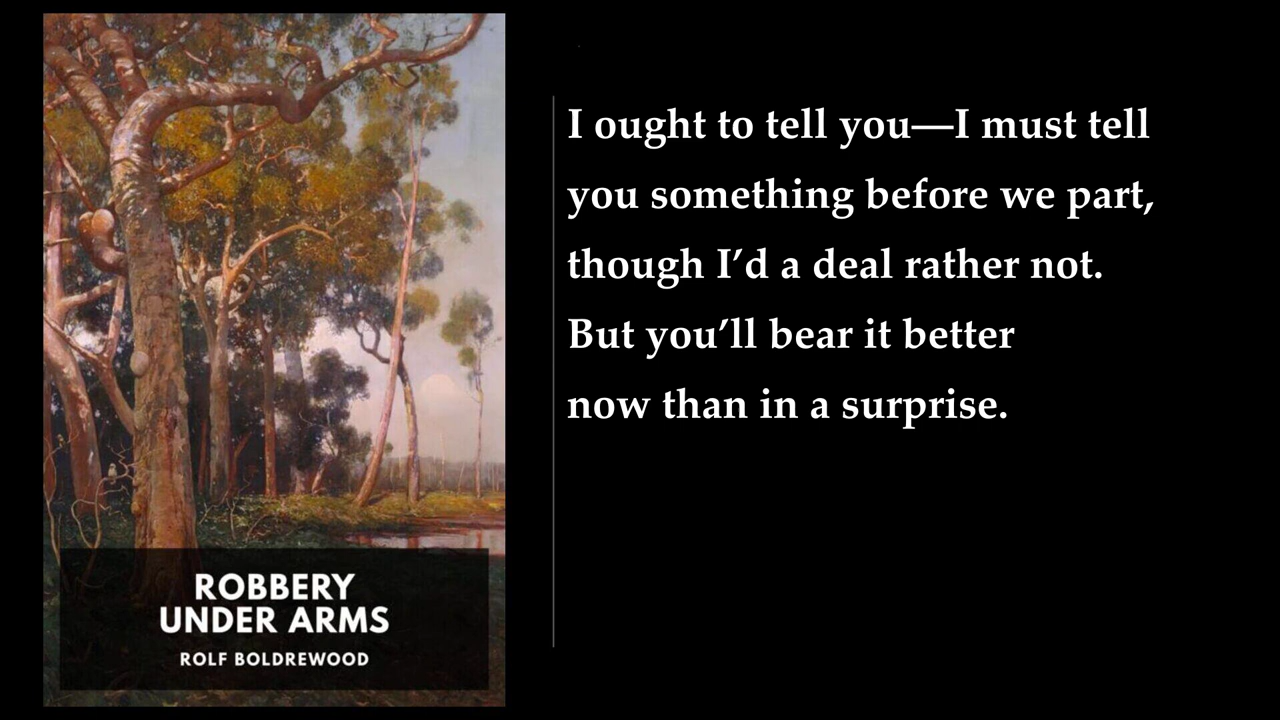 I ought to tell you—I must tell
you something before we part,
though I’d a deal rather not.
But you’ll bear it better
now than in a surprise.
ROBBERY
UNDER ARMS
ROLF BOLDREWOOD